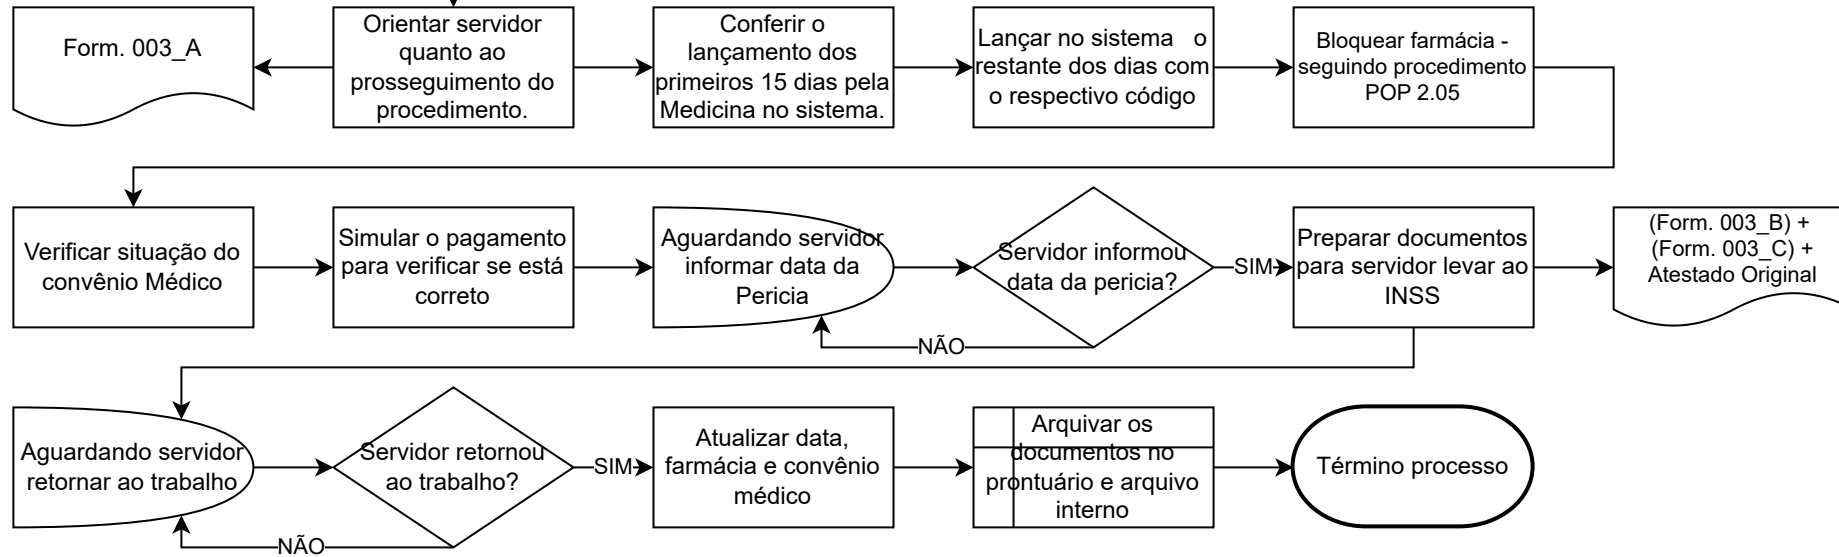 Form. 003_A
Orientar servidor
quanto ao
prosseguimento do
procedimento.
Conferir o
lançamento dos
primeiros 15 dias pela
Medicina no sistema.
Lançar no sistema o
restante dos dias com
o respectivo código
Bloquear farmácia -
seguindo procedimento
POP 2.05
Verificar situação do
convênio Médico
Simular o pagamento
para verificar se está
correto
Aguardando servidor
informar data da
Pericia
Servidor informou
data da pericia?
SIM
NÃO
Preparar documentos
para servidor levar ao
INSS
(Form. 003_B) +
(Form. 003_C) +
Atestado Original
Aguardando servidor
retornar ao trabalho
Servidor retornou
ao trabalho?
SIM
NÃO
Atualizar data,
farmácia e convênio
médico
Arquivar os
documentos no
prontuário e arquivo
interno
Término processo